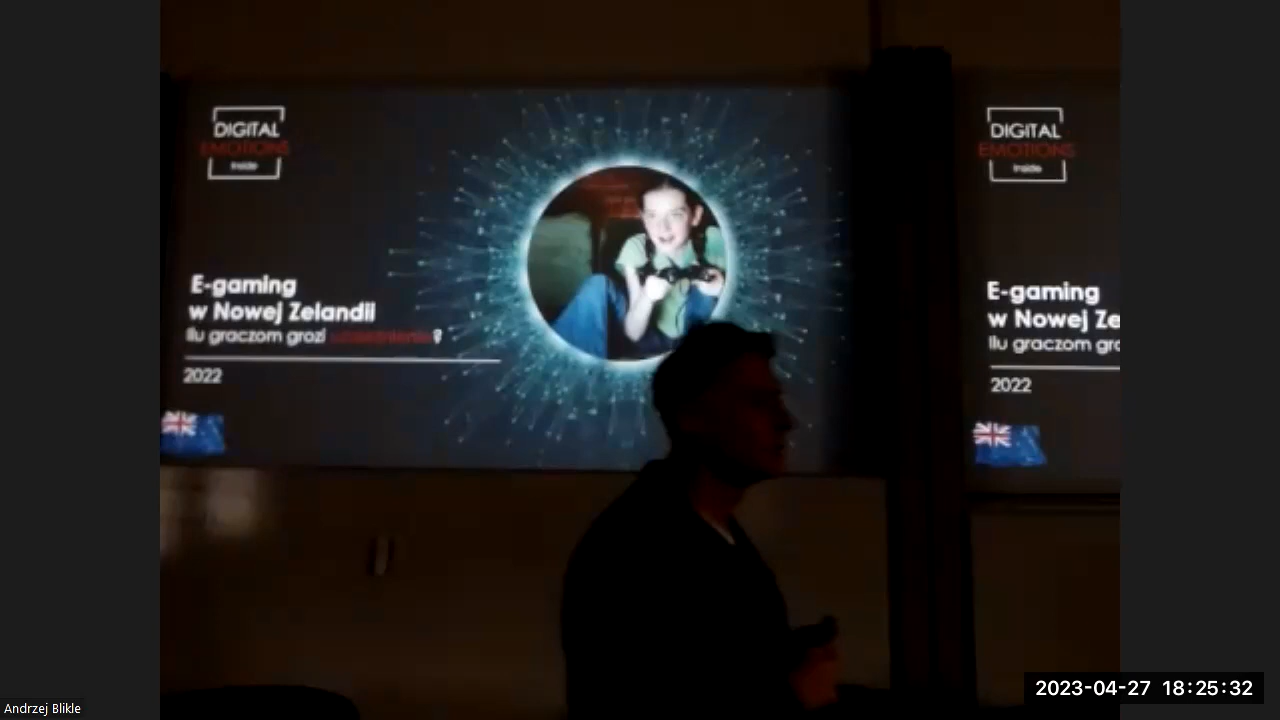 DIGITAL
EMOTIONS
Inside
E-gaming
w Nowej Zelandii
Ilu graczom grozi
2022
DIGITAL
EMOTIONS
Inside
E-gaming
w Nowej Ze
Ilu graczom gro
2022
Andrzej Blikle
2023-04-27 18:25:32